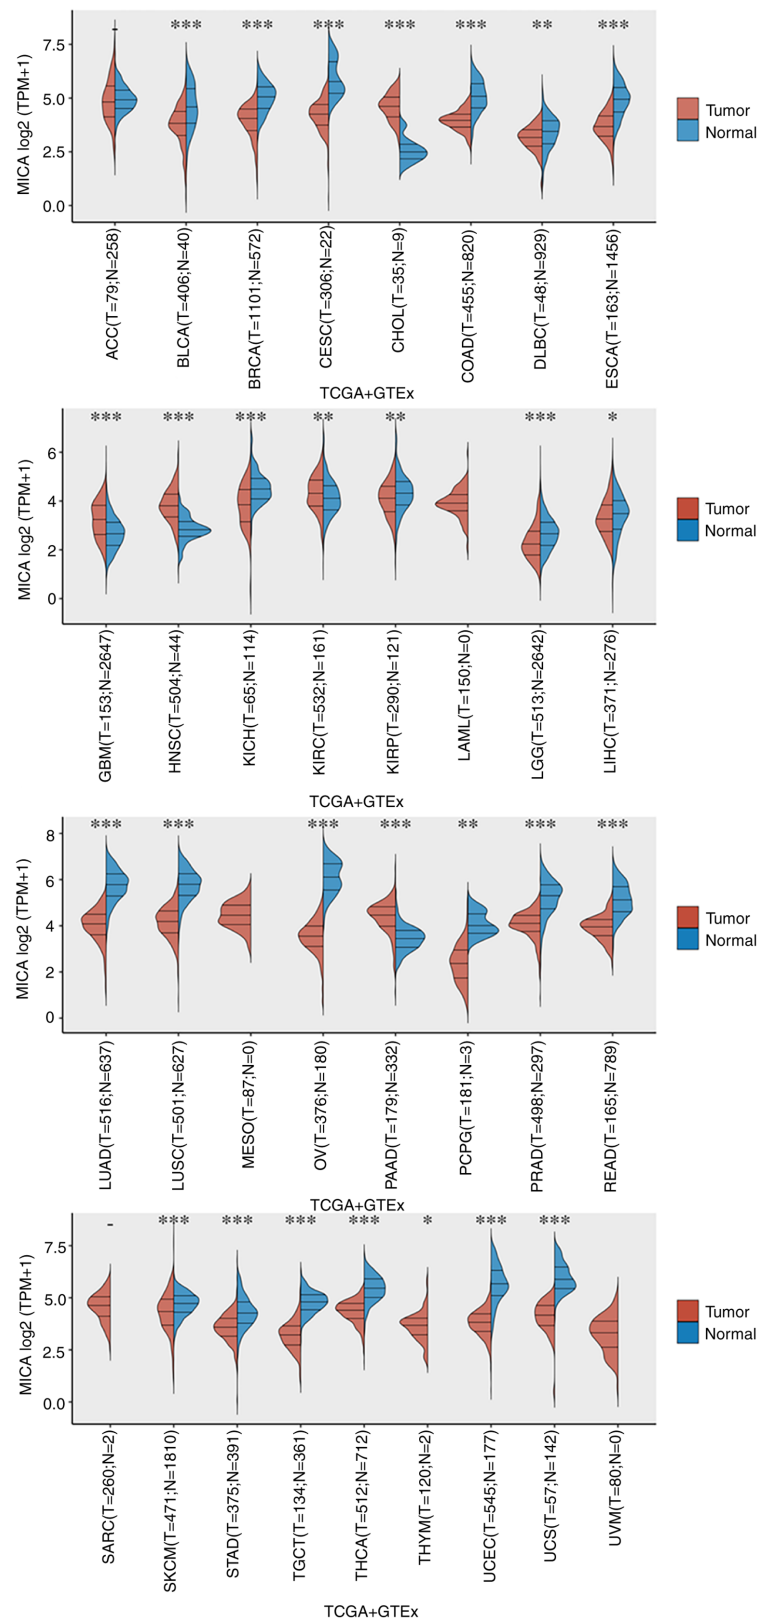 - *** *** *** *** *** ** ***
7.5
5.0
2.5
0.0
MICA log2 (TPM+1)
Tumor
Normal
ACC(T=79;N=258)
BLCA(T=406;N=40)
BRCA(T=1101;N=572)
CESC(T=306;N=22)
CHOL(T=35;N=9)
COAD(T=455;N=820)
DLBC(T=48;N=929)
ESCA(T=163;N=1456)
TCGA+GTEx
*** *** *** ** ** *** *
6
4
2
0
MICA log2 (TPM+1)
Tumor
Normal
GBM(T=153;N=2647)
HNSC(T=504;N=44)
KICH(T=65;N=114)
KIRC(T=532;N=161)
KIRP(T=290;N=121)
LAML(T=150;N=0)
LGG(T=513;N=2642)
LIHC(T=371;N=276)
TCGA+GTEx
*** *** *** *** ** *** ***
8
6
4
2
0
MICA log2 (TPM+1)
Tumor
Normal
LUAD(T=516;N=637)
LUSC(T=501;N=627)
MESO(T=87;N=0)
OV(T=376;N=180)
PAAD(T=179;N=332)
PCPG(T=181;N=3)
PRAD(T=498;N=297)
READ(T=165;N=789)
TCGA+GTEx
- *** *** *** *** * *** ***
7.5
5.0
2.5
0.0
MICA log2 (TPM+1)
Tumor
Normal
SARC(T=260;N=2)
SKCM(T=471;N=1810)
STAD(T=375;N=391)
TGCT(T=134;N=361)
THCA(T=512;N=712)
THYM(T=120;N=2)
UCEC(T=545;N=177)
UCS(T=57;N=142)
UVM(T=80;N=0)
TCGA+GTEx